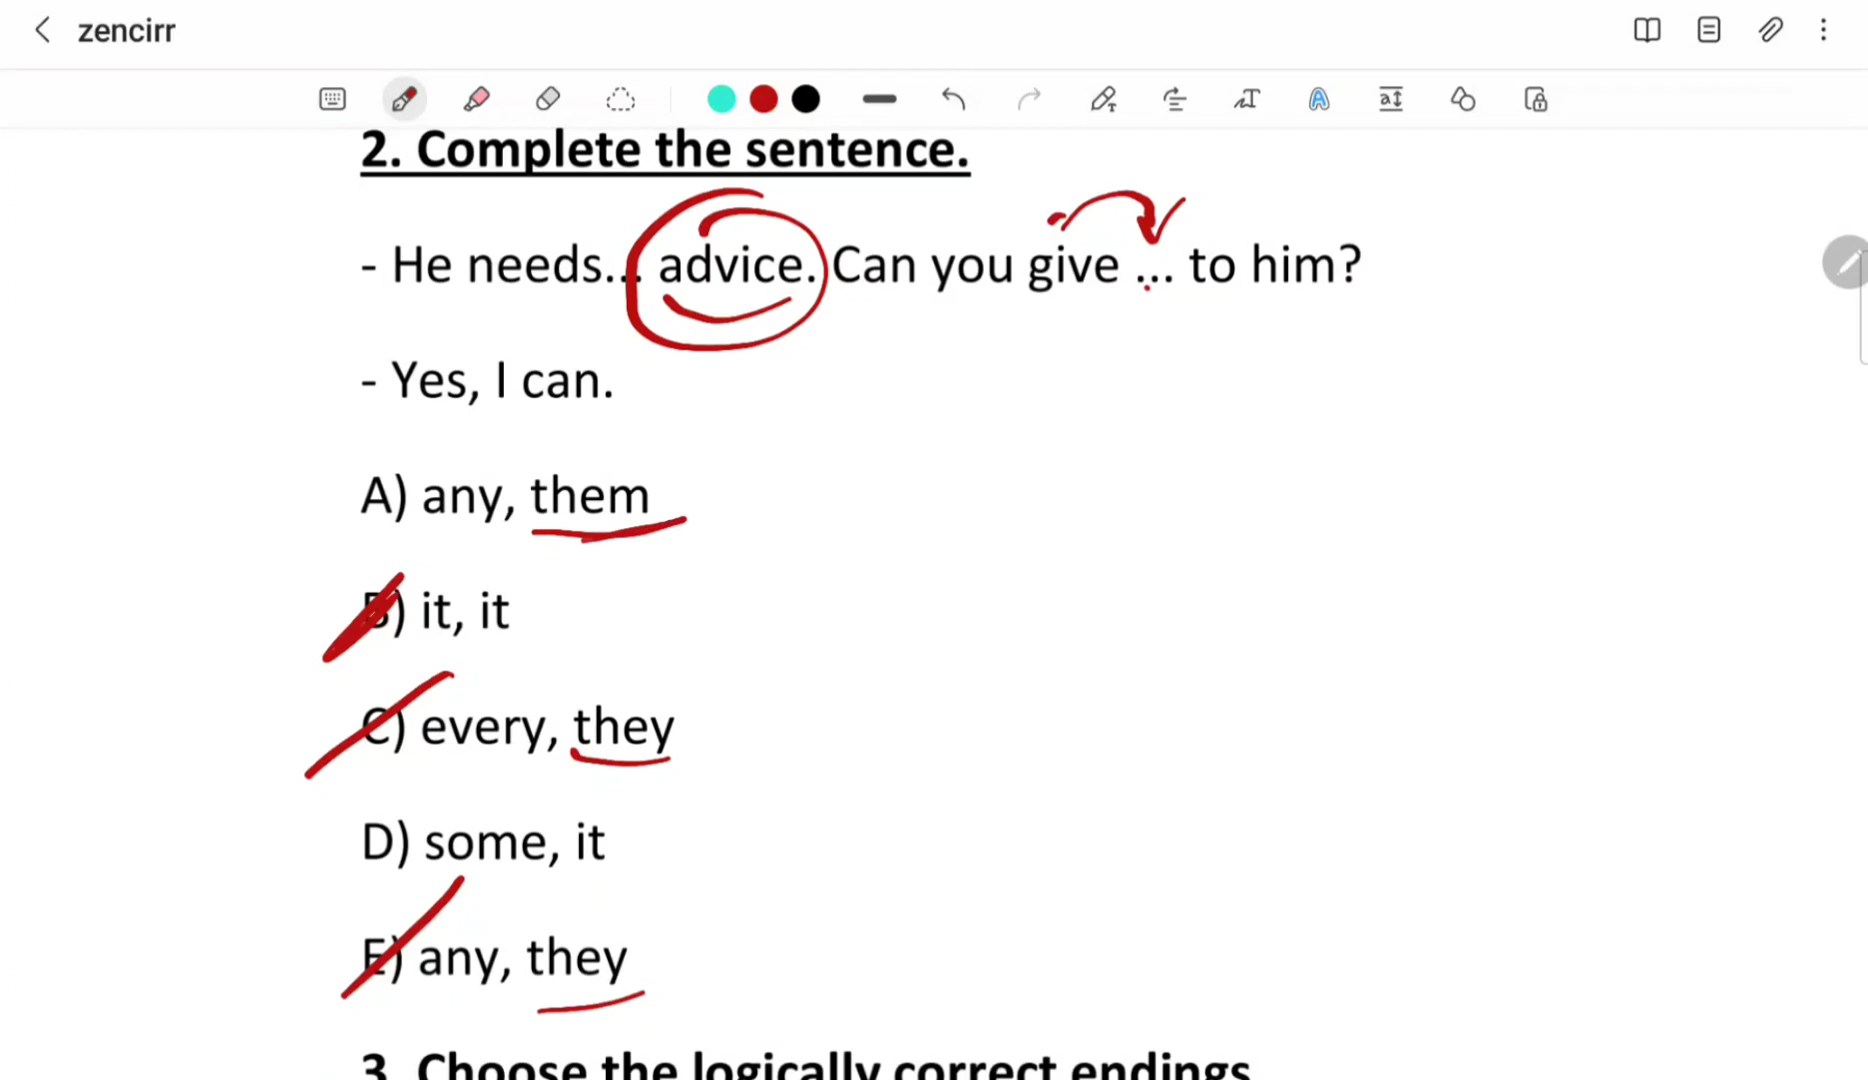 zencirr
2. Complete the sentence.
- He needs... advice. Can you give ... to him?
- Yes, I can.
A) any, them
B) it, it
C) every, they
D) some, it
E) any, they
3. Choose the logically correct endings